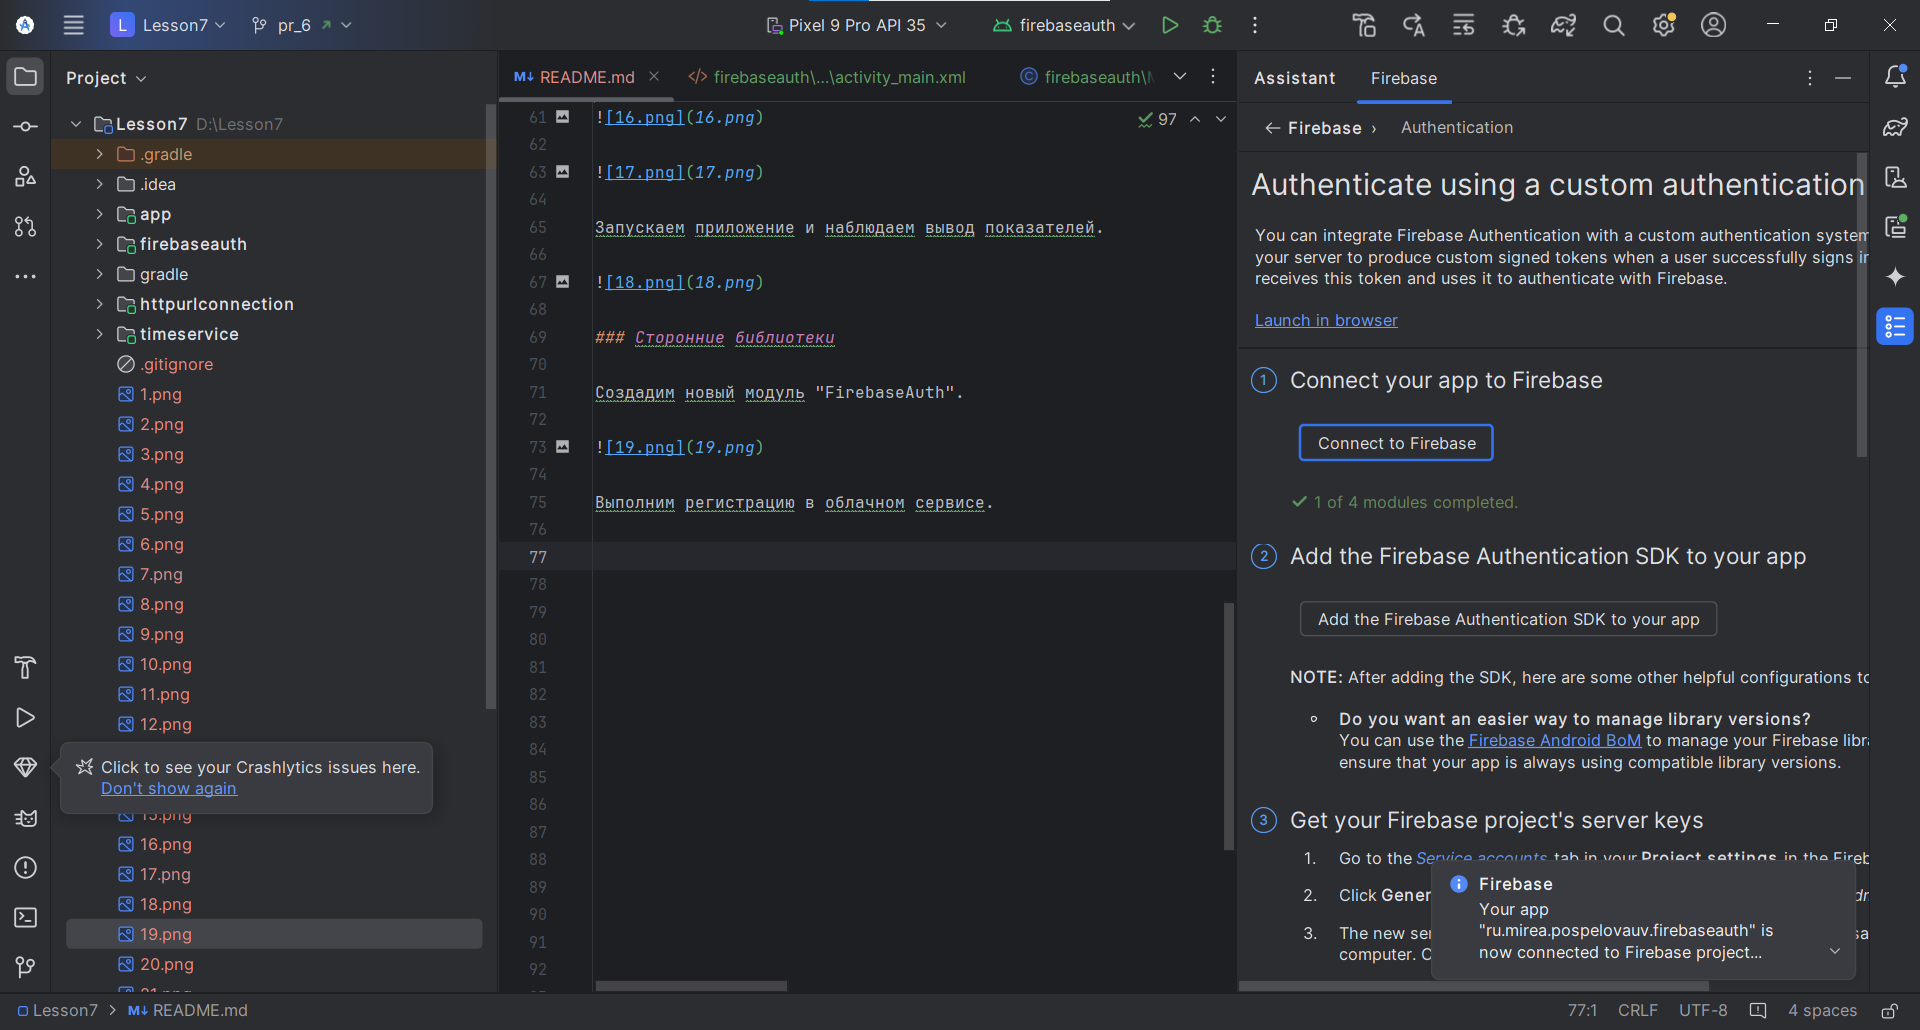 L Lesson7
pr_6
Pixel 9 Pro API 35
firebaseauth
Project
Lesson7 D:\Lesson7
.gradle
.idea
app
firebaseauth
gradle
httpurlconnection
timeservice
.gitignore
1.png
2.png
3.png
4.png
5.png
6.png
7.png
8.png
9.png
10.png
11.png
12.png
Click to see your Crashlytics issues here.
Don't show again
16.png
17.png
18.png
19.png
20.png
M↓ README.md
firebaseauth\...\activity_main.xml
firebaseauth\
97
61 ![16.png](16.png)
62
63 ![17.png](17.png)
64
65 Запускаем приложение и наблюдаем вывод показателей.
66
67 ![18.png](18.png)
68
69 ### Сторонние библиотеки
70
71 Создадим новый модуль "FirebaseAuth".
72
73 ![19.png](19.png)
74
75 Выполним регистрацию в облачном сервисе.
76
77
78
79
80
81
82
83
84
85
86
87
88
89
90
91
92
Assistant Firebase
← Firebase › Authentication
Authenticate using a custom authentication
You can integrate Firebase Authentication with a custom authentication system
your server to produce custom signed tokens when a user successfully signs in
receives this token and uses it to authenticate with Firebase.
Launch in browser
1 Connect your app to Firebase
Connect to Firebase
1 of 4 modules completed.
2 Add the Firebase Authentication SDK to your app
Add the Firebase Authentication SDK to your app
NOTE: After adding the SDK, here are some other helpful configurations to
Do you want an easier way to manage library versions?
You can use the Firebase Android BoM to manage your Firebase libra
ensure that your app is always using compatible library versions.
3 Get your Firebase project's server keys
1. Go to the Service accounts tab in your Project settings in the Fireb
2. Click Gener
3. The new ser
computer. C
Firebase
Your app
"ru.mirea.pospelovauv.firebaseauth" is
now connected to Firebase project...
Lesson7 > M↓ README.md
77:1 CRLF UTF-8 4 spaces